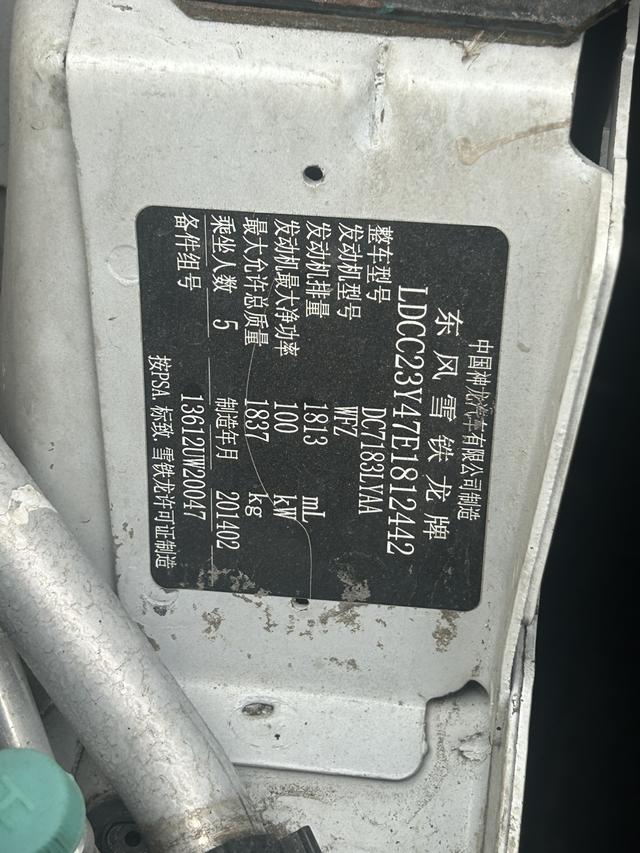 中国神龙汽车有限公司制造
东风雪铁龙牌
LDCC23Y47E1812442
整车型号 DC7183LYAA
发动机型号 WFZ
发动机排量 1813 mL
发动机最大净功率 100 kW
最大允许总质量 1837 kg
乘坐人数 5 制造年月 201402
备件组号 13612UW20047
按PSA.标致.雪铁龙许可证制造